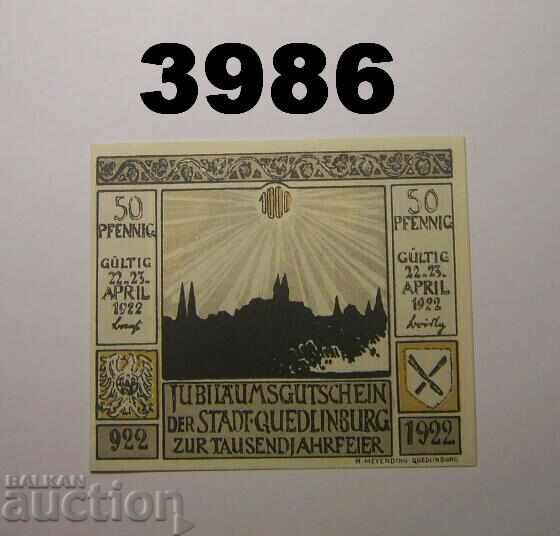 3986
1000
50
PFENNIG
GÜLTIG
22.-23.
APRIL
1922
50
PFENNIG
GÜLTIG
22.-23.
APRIL
1922
JUBILÄUMSGUTSCHEIN
DER STADT·QUEDLINBURG
ZUR TAUSENDJAHRFEIER
922
1922
H. MEYERDING QUEDLINBURG
BALKAN
auction